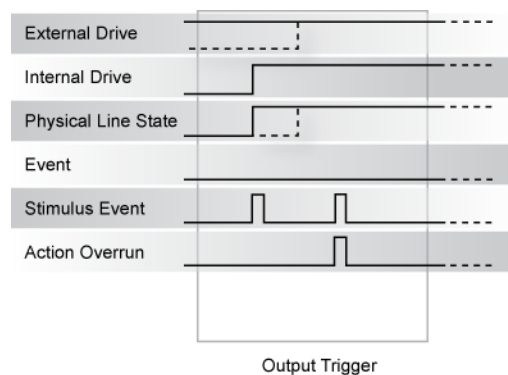 External Drive
Internal Drive
Physical Line State
Event
Stimulus Event
Action Overrun
Output Trigger